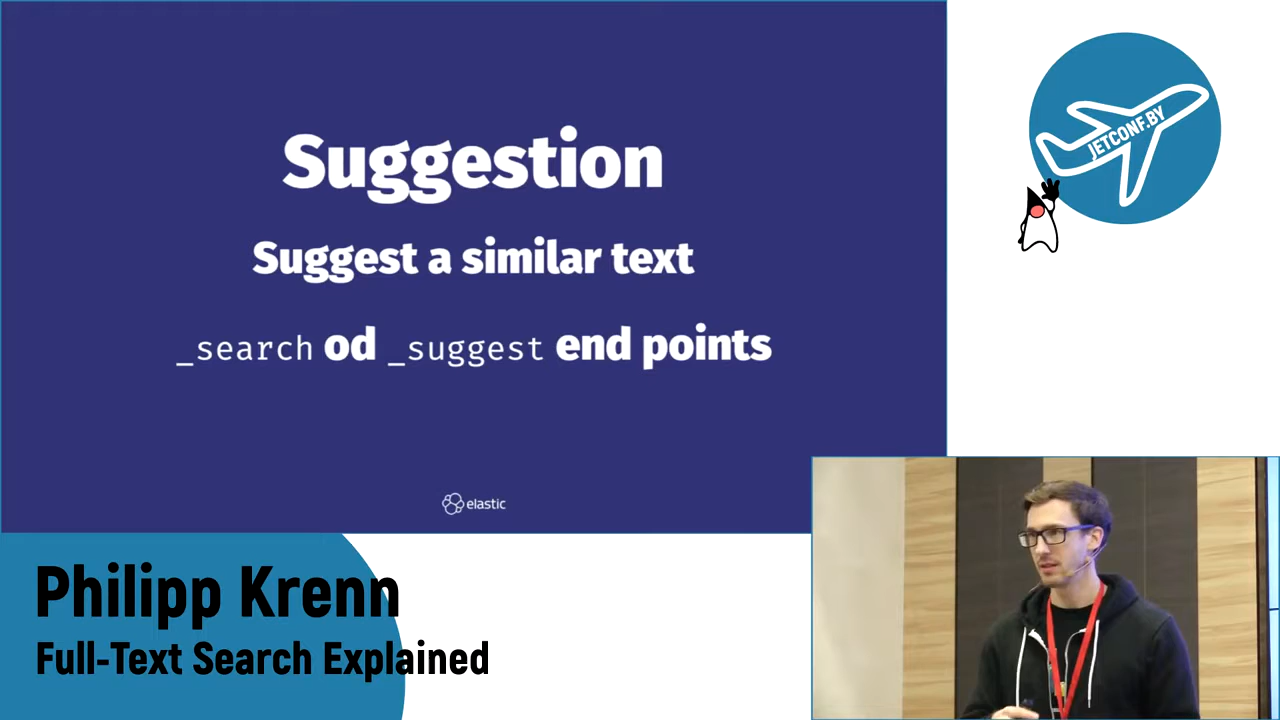 Suggestion
Suggest a similar text
_search od _suggest end points
elastic
JETCONF.BY
Philipp Krenn
Full-Text Search Explained